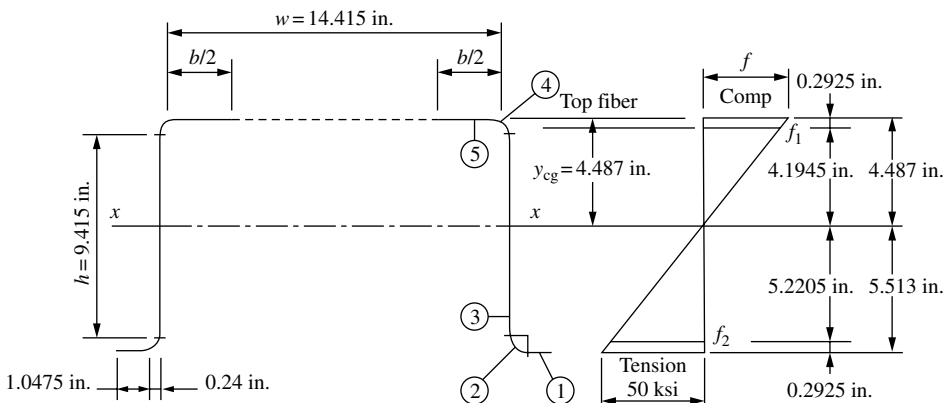 w = 14.415 in.
b/2
b/2
4
Top fiber
f
Comp
0.2925 in.
5
f1
ycg = 4.487 in.
4.1945 in.
4.487 in.
h = 9.415 in.
x
x
3
5.2205 in.
5.513 in.
f2
1.0475 in.
0.24 in.
2
1
Tension
50 ksi
0.2925 in.